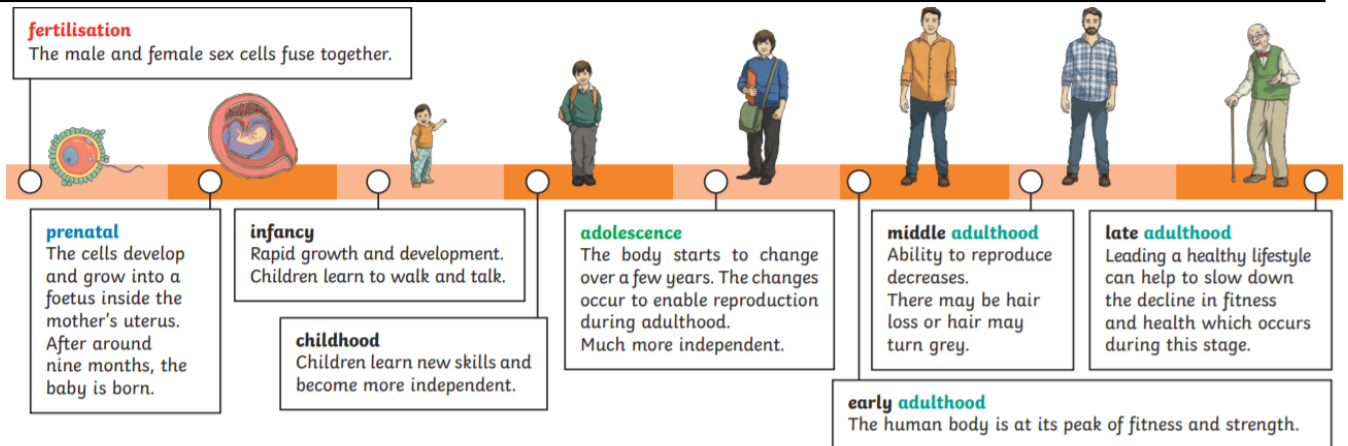 fertilisation
The male and female sex cells fuse together.
prenatal
The cells develop
and grow into a
foetus inside the
mother's uterus.
After around
nine months, the
baby is born.
infancy
Rapid growth and development.
Children learn to walk and talk.
childhood
Children learn new skills and
become more independent.
adolescence
The body starts to change
over a few years. The changes
occur to enable reproduction
during adulthood.
Much more independent.
early adulthood
The human body is at its peak of fitness and strength.
middle adulthood
Ability to reproduce
decreases.
There may be hair
loss or hair may
turn grey.
late adulthood
Leading a healthy lifestyle
can help to slow down
the decline in fitness
and health which occurs
during this stage.